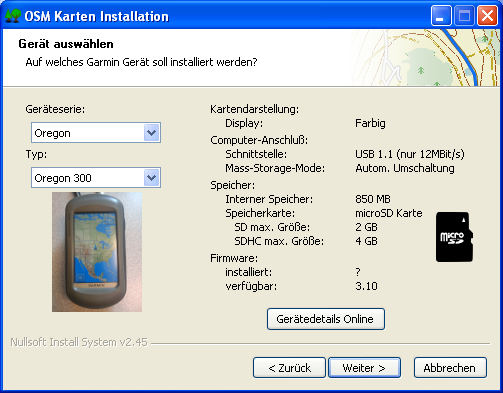 OSM Karten Installation
Gerät auswählen
Auf welches Garmin Gerät soll installiert werden?
Geräteserie:
Oregon
Typ:
Oregon 300
Kartendarstellung:
Display: Farbig
Computer-Anschluß:
Schnittstelle: USB 1.1 (nur 12MBit/s)
Mass-Storage-Mode: Autom. Umschaltung
Speicher:
Interner Speicher: 850 MB
Speicherkarte: microSD Karte
SD max. Größe: 2 GB
SDHC max. Größe: 4 GB
micro
SD
Firmware:
installiert: ?
verfügbar: 3.10
Gerätedetails Online
Nullsoft Install System v2.45
< Zurück
Weiter >
Abbrechen